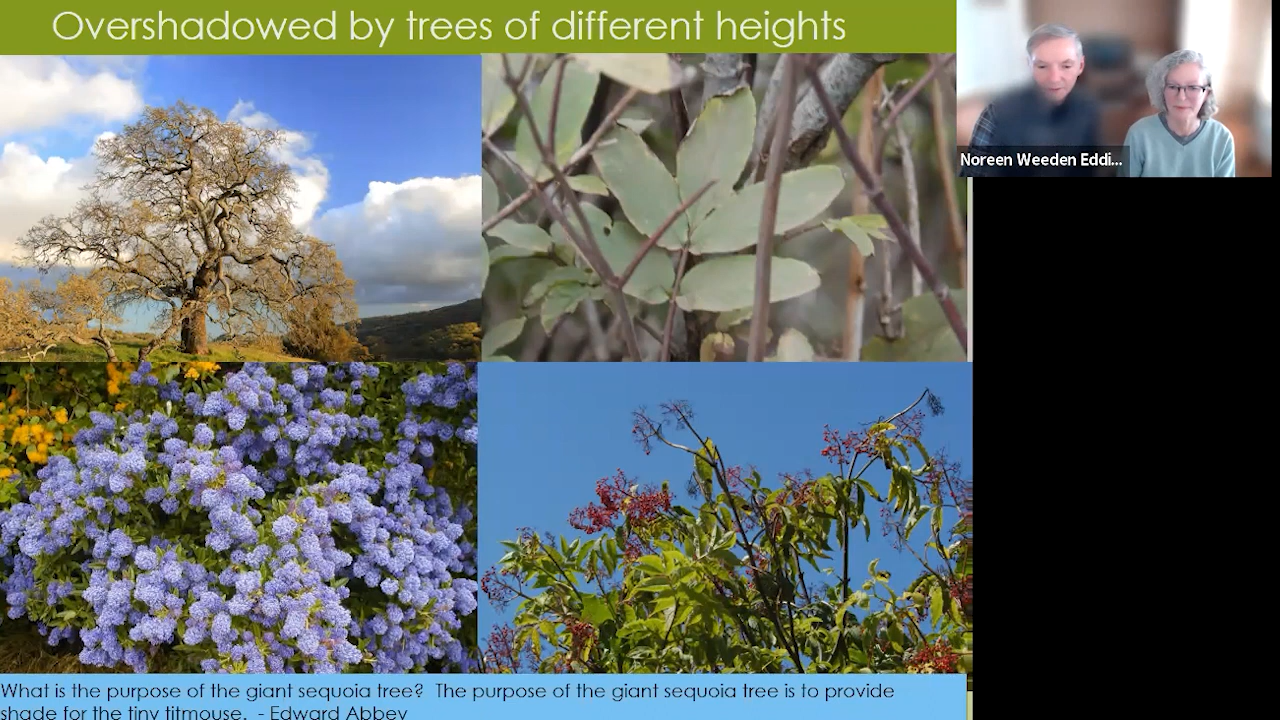 Overshadowed by trees of different heights
Noreen Weeden Eddi...
What is the purpose of the giant sequoia tree?  The purpose of the giant sequoia tree is to provide
shade for the tiny titmouse.  - Edward Abbey